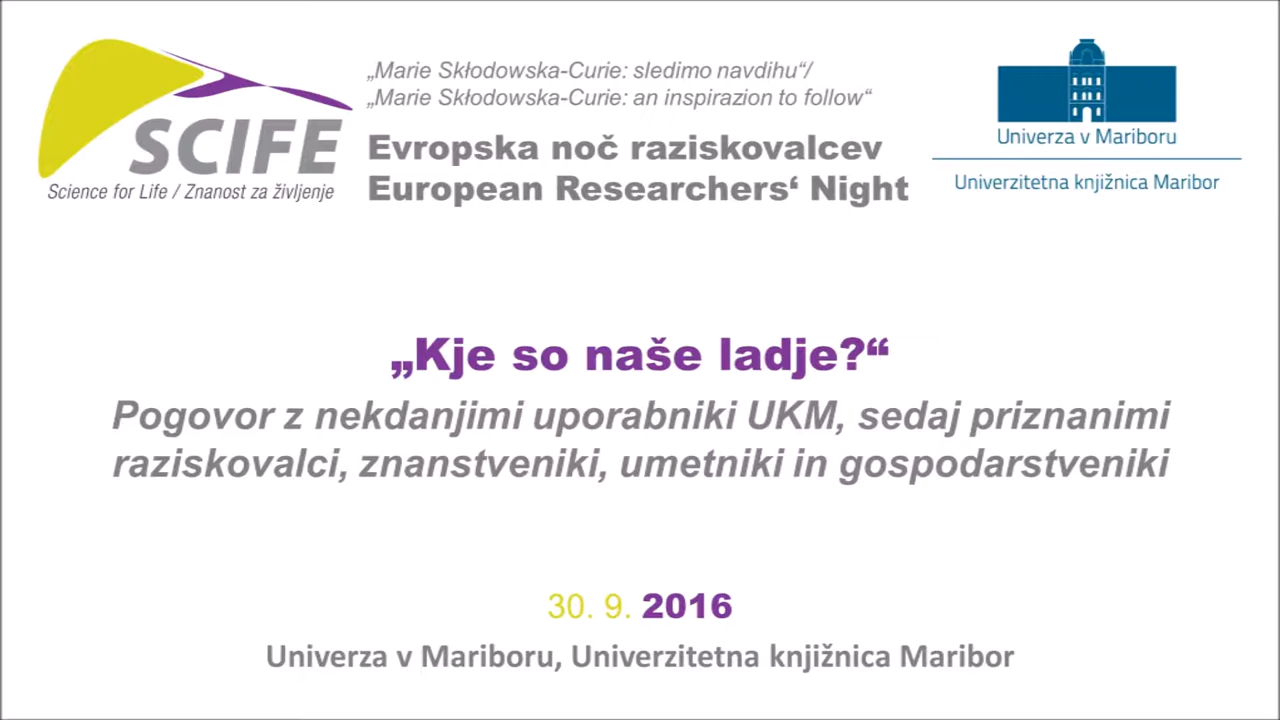 SCIFE
Science for Life / Znanost za življenje
„Marie Skłodowska-Curie: sledimo navdihu“/
„Marie Skłodowska-Curie: an inspirazion to follow“
Evropska noč raziskovalcev
European Researchers‘ Night
Univerza v Mariboru
Univerzitetna knjižnica Maribor
„Kje so naše ladje?“
Pogovor z nekdanjimi uporabniki UKM, sedaj priznanimi
raziskovalci, znanstveniki, umetniki in gospodarstveniki
30. 9. 2016
Univerza v Mariboru, Univerzitetna knjižnica Maribor